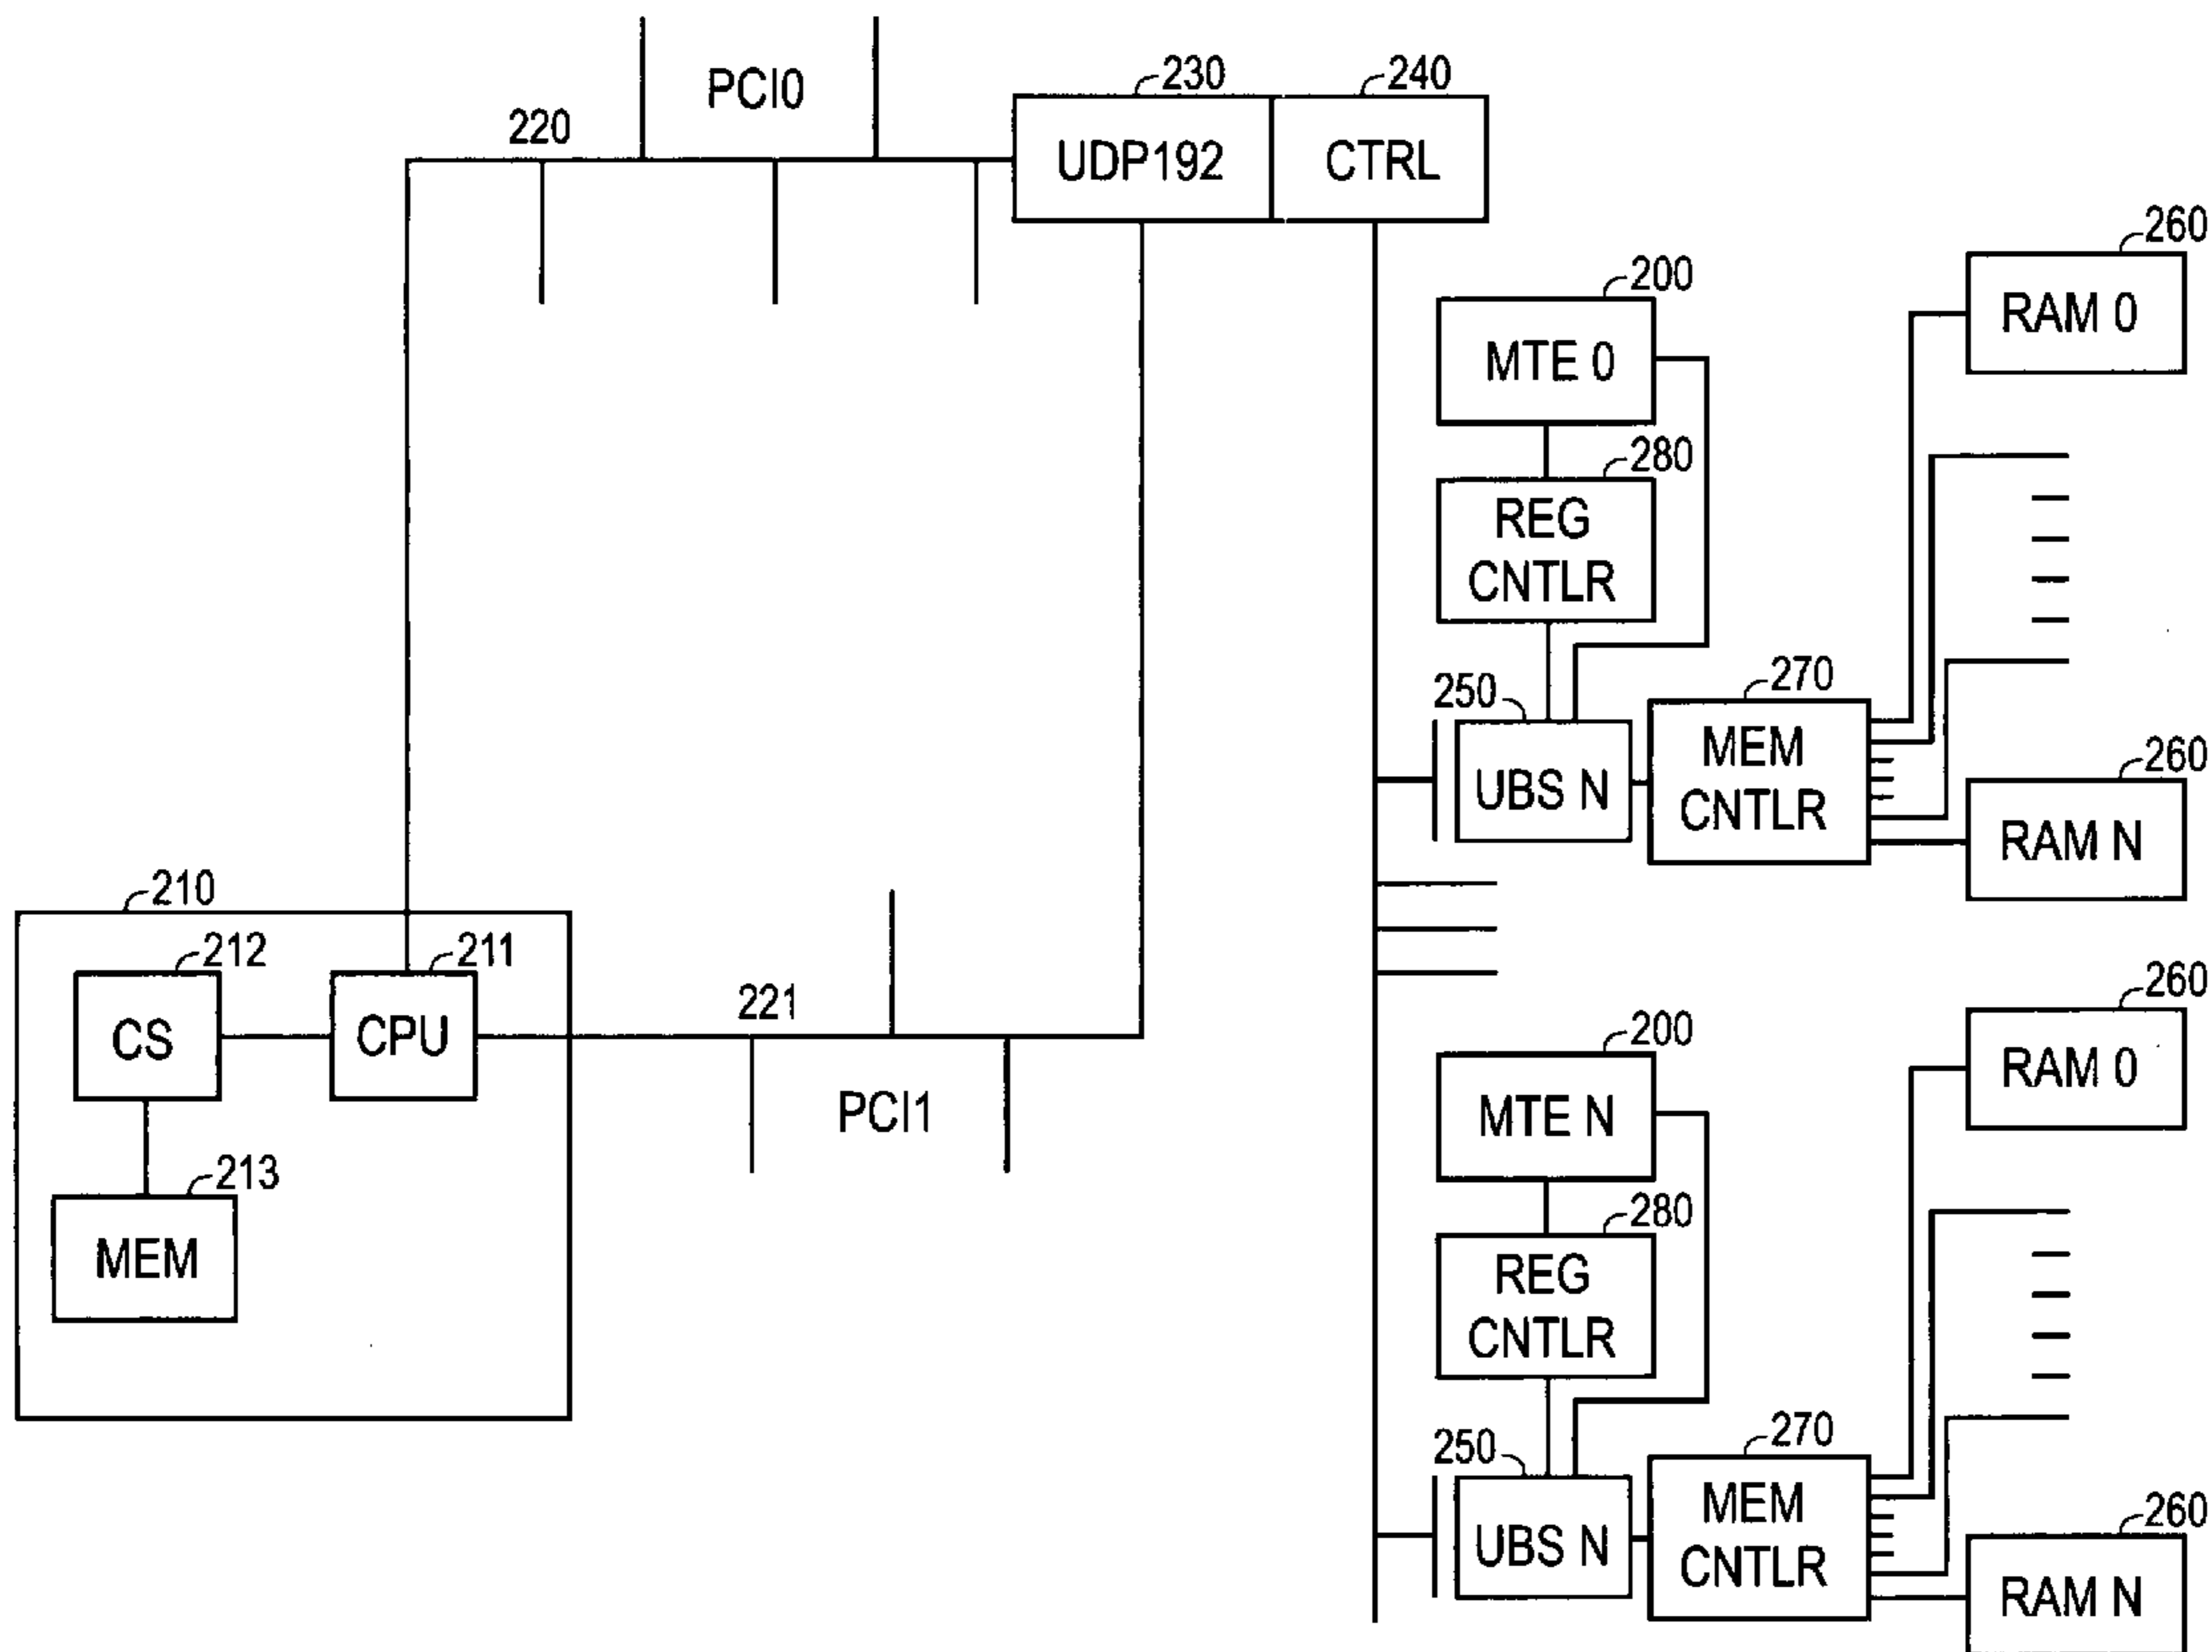 PCI0
220
230
240
UDP192
CTRL
200
MTE 0
280
REG
CNTLR
250
UBS N
270
MEM
CNTLR
260
RAM 0
260
RAM N
210
212
211
CS
CPU
213
MEM
221
PCI1
200
MTE N
280
REG
CNTLR
250
UBS N
270
MEM
CNTLR
260
RAM 0
260
RAM N